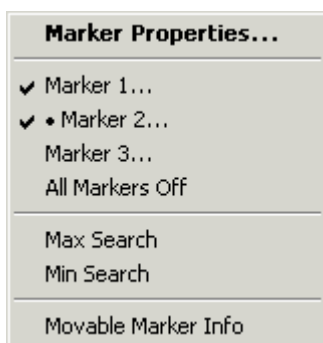 Marker Properties...
Marker 1...
• Marker 2...
Marker 3...
All Markers Off
Max Search
Min Search
Movable Marker Info